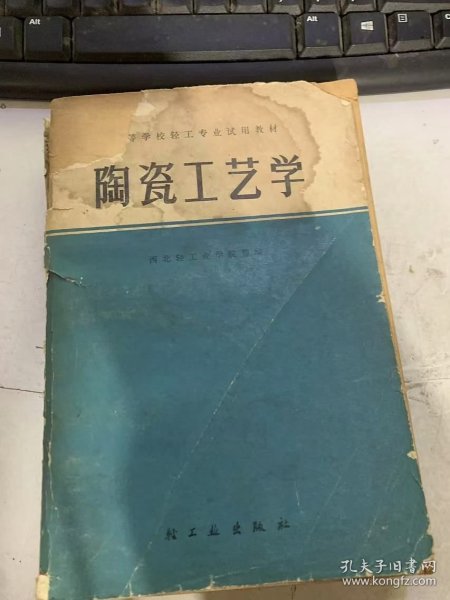 Alt
Alt
Ctrl
等学校轻工专业试用教材
陶瓷工艺学
西北轻工业学院等编
轻工业出版社
孔夫子旧书网
www.kongfz.com